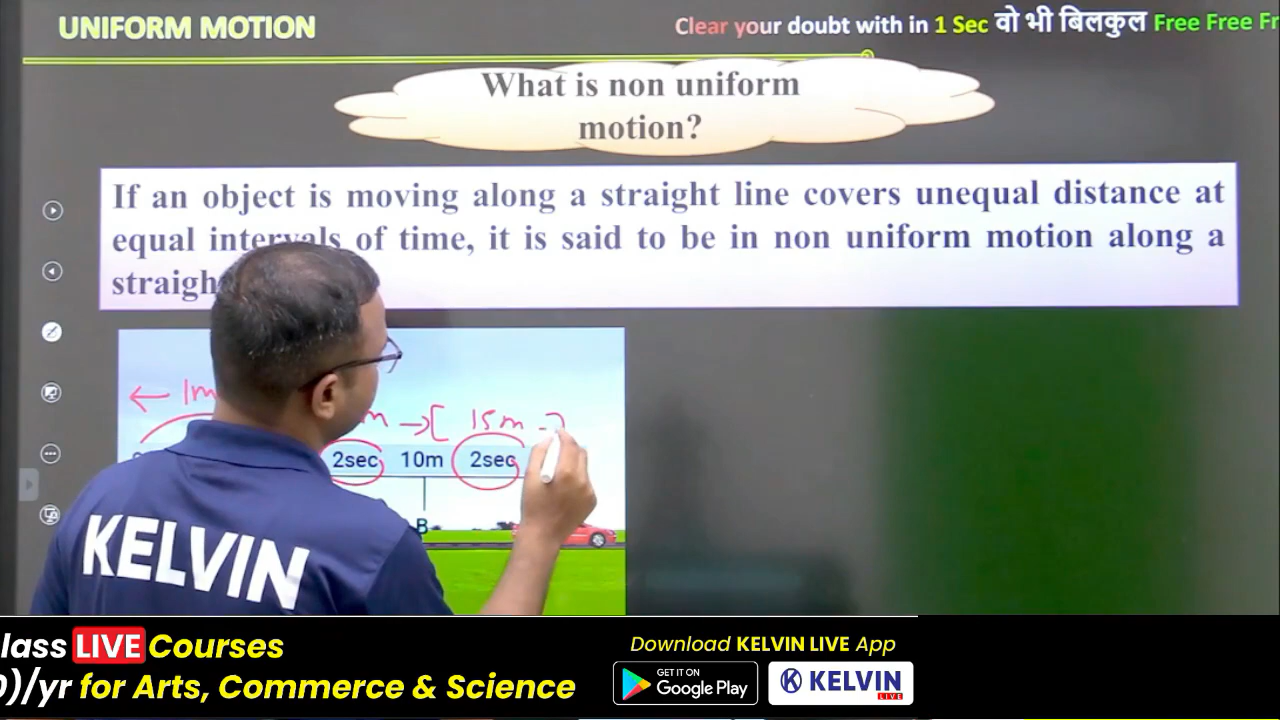 UNIFORM MOTION
Clear your doubt with in 1 Sec वो भी बिलकुल Free Free Fr
What is non uniform
motion?
If an object is moving along a straight line covers unequal distance at
equal intervals of time, it is said to be in non uniform motion along a
straigh
← 1m
m → [ 15m
2sec 10m 2sec
B
KELVIN
lass LIVE Courses
)/yr for Arts, Commerce & Science
Download KELVIN LIVE App
GET IT ON
Google Play
KELVIN
LIVE